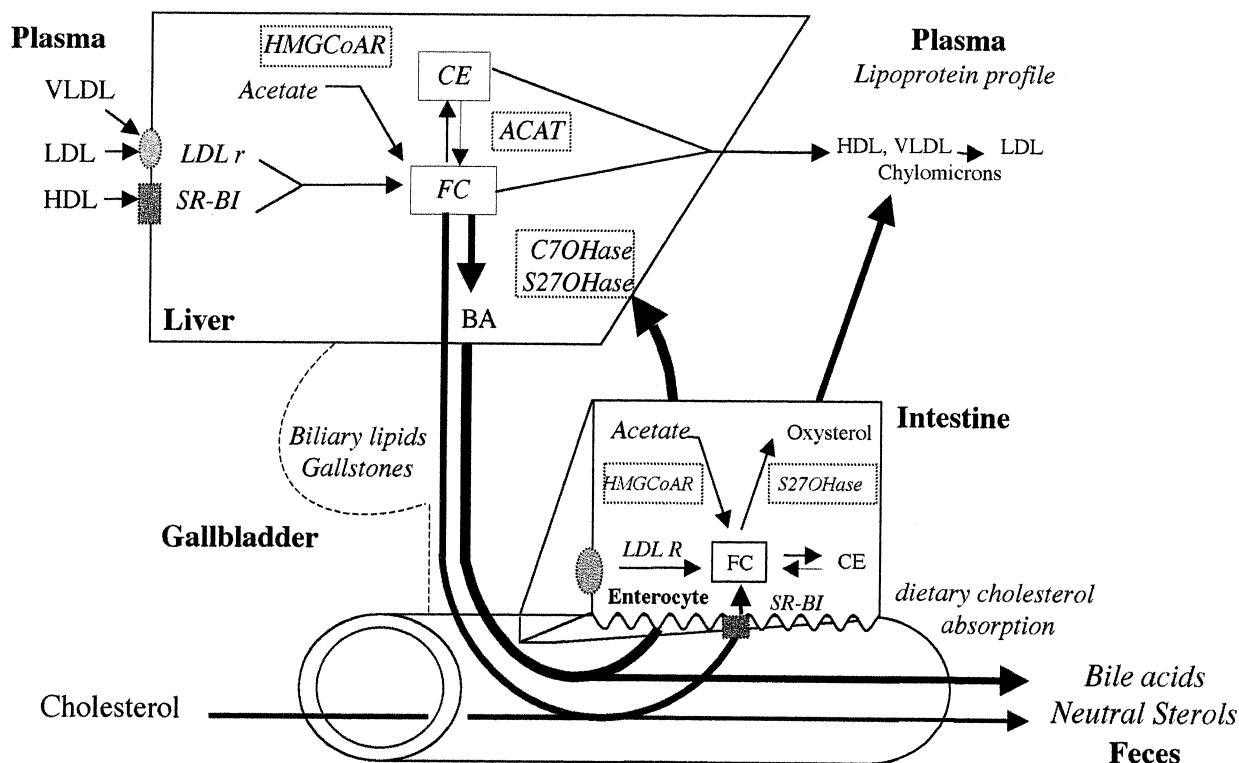 Plasma
VLDL
LDL
HDL
LDL r
SR-BI
HMGCoAR
Acetate
CE
ACAT
FC
C7OHase
S27OHase
BA
Liver
Plasma
Lipoprotein profile
HDL, VLDL
LDL
Chylomicrons
Biliary lipids
Gallstones
Gallbladder
Intestine
Acetate
Oxysterol
HMGCoAR
S27OHase
LDL R
FC
CE
Enterocyte
SR-BI
dietary cholesterol
absorption
Cholesterol
Bile acids
Neutral Sterols
Feces